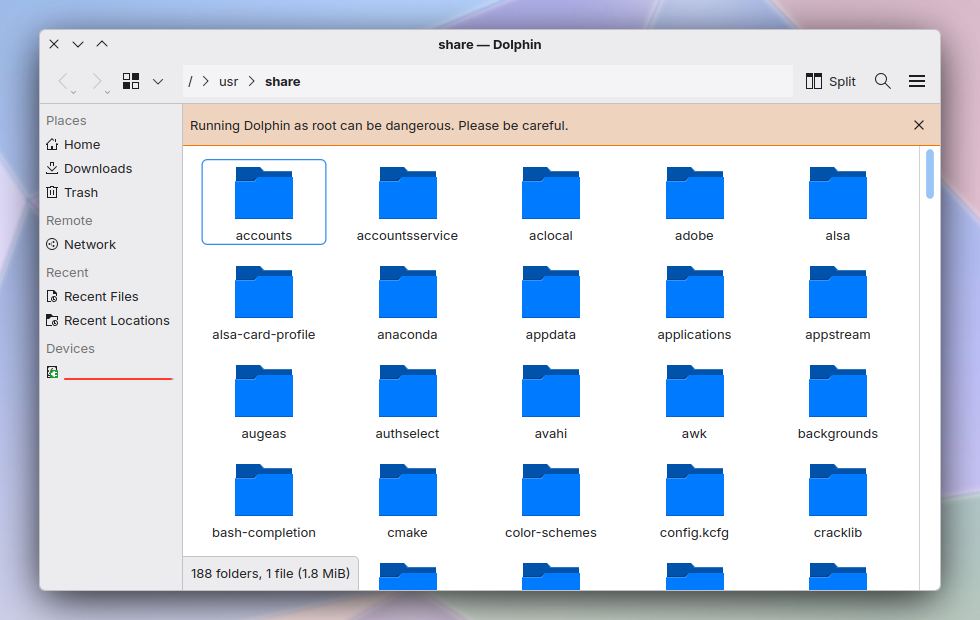 share — Dolphin
/ usr share
Split
Running Dolphin as root can be dangerous. Please be careful.
Places
Home
Downloads
Trash
Remote
Network
Recent
Recent Files
Recent Locations
Devices
accounts accountsservice aclocal adobe alsa
alsa-card-profile anaconda appdata applications appstream
augeas authselect avahi awk backgrounds
bash-completion cmake color-schemes config.kcfg cracklib
188 folders, 1 file (1.8 MiB)